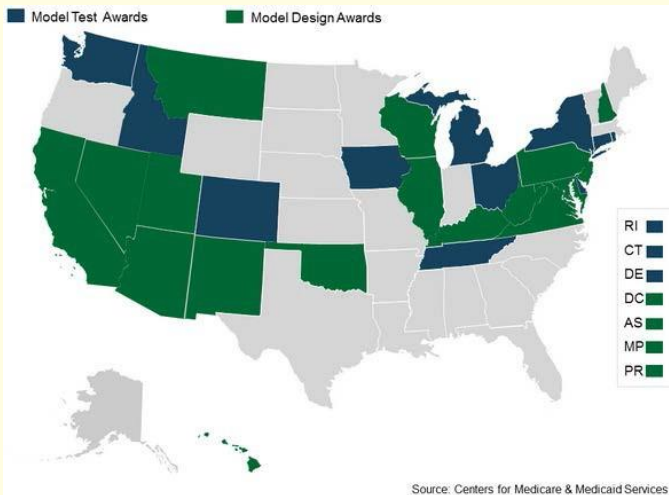 Model Test Awards
Model Design Awards
RI
CT
DE
DC
AS
MP
PR
Source: Centers for Medicare & Medicaid Services